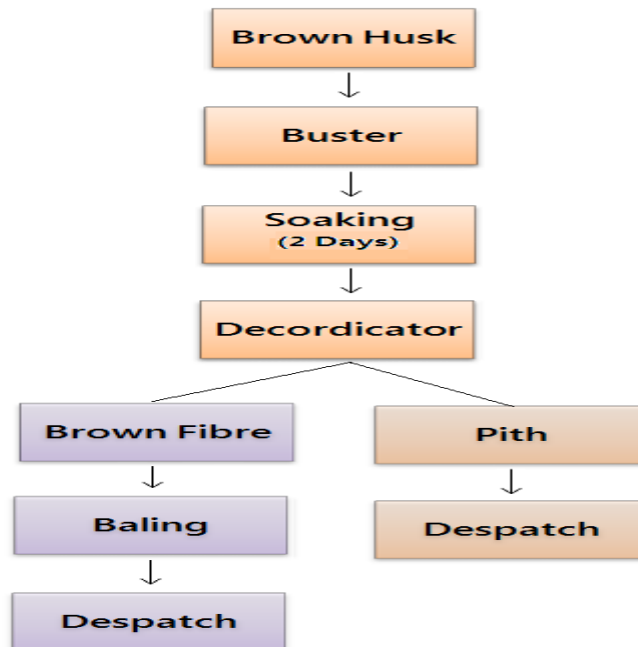 Brown Husk
Buster
Soaking
(2 Days)
Decordicator
Brown Fibre
Pith
Baling
Despatch
Despatch